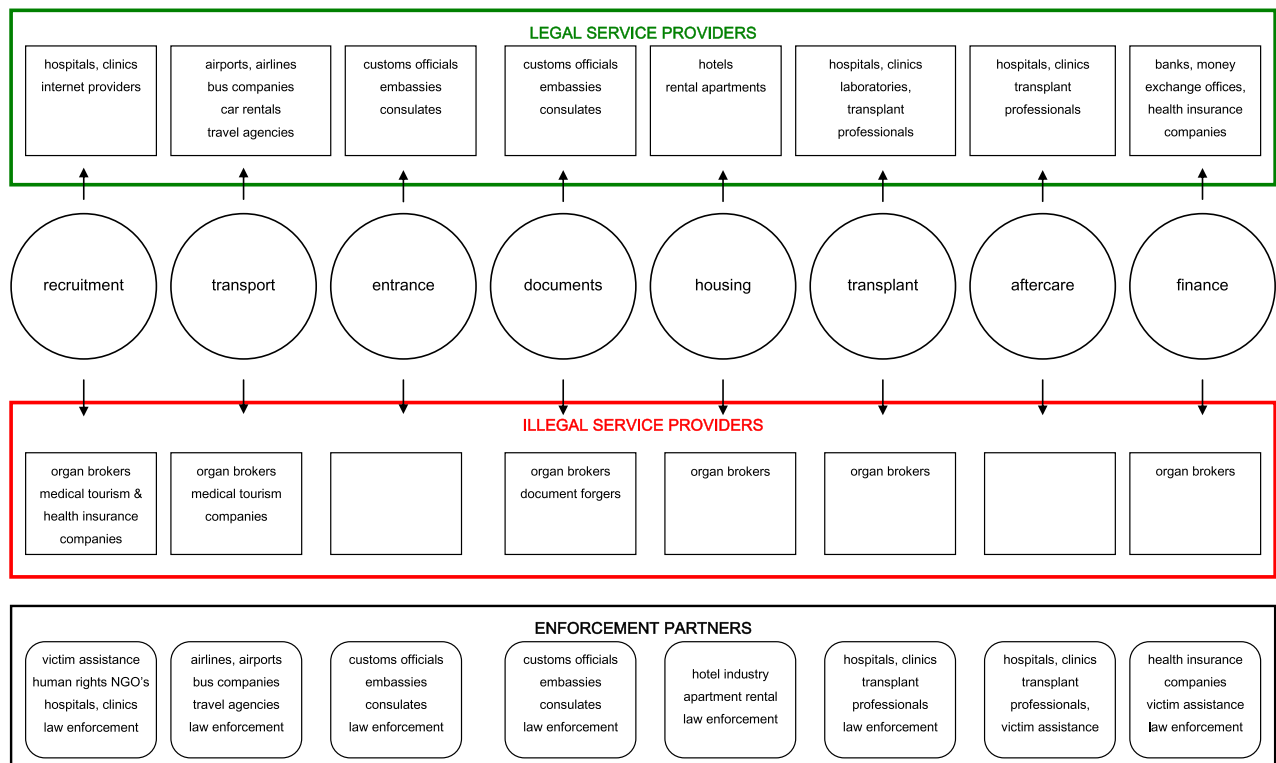 LEGAL SERVICE PROVIDERS
hospitals, clinics
internet providers
airports, airlines
bus companies
car rentals
travel agencies
customs officials
embassies
consulates
customs officials
embassies
consulates
hotels
rental apartments
hospitals, clinics
laboratories,
transplant
professionals
hospitals, clinics
transplant
professionals
banks, money
exchange offices,
health insurance
companies
recruitment
transport
entrance
documents
housing
transplant
aftercare
finance
ILLEGAL SERVICE PROVIDERS
organ brokers
medical tourism &
health insurance
companies
organ brokers
medical tourism
companies
organ brokers
document forgers
organ brokers
organ brokers
organ brokers
ENFORCEMENT PARTNERS
victim assistance
human rights NGO's
hospitals, clinics
law enforcement
airlines, airports
bus companies
travel agencies
law enforcement
customs officials
embassies
consulates
law enforcement
customs officials
embassies
consulates
law enforcement
hotel industry
apartment rental
law enforcement
hospitals, clinics
transplant
professionals
law enforcement
hospitals, clinics
transplant
professionals,
victim assistance
health insurance
companies
victim assistance
law enforcement